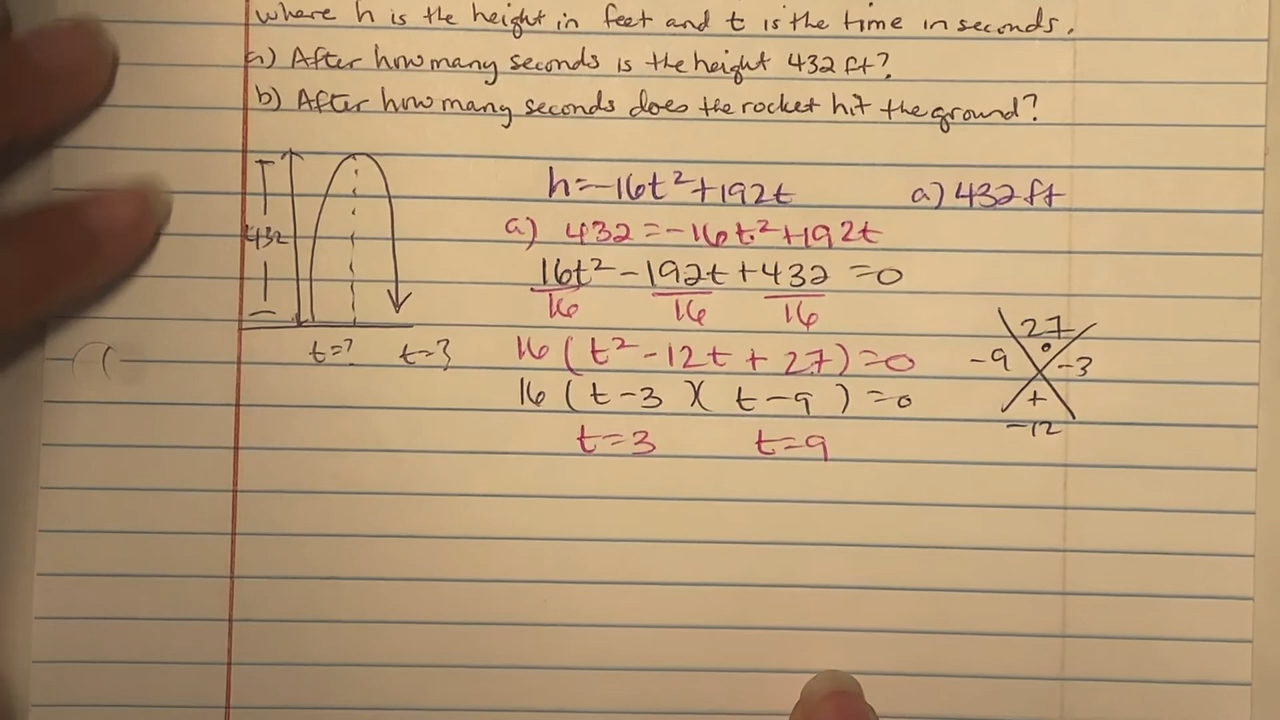 where h is the height in feet and t is the time in seconds.
a) After how many seconds is the height 432 ft?
b) After how many seconds does the rocket hit the ground?
432
t=? t=?
h=-16t²+192t a) 432ft
a) 432=-16t²+192t
16t²-192t+432=0
16 16 16
16(t²-12t+27)=0
16(t-3)(t-9)=0
t=3 t=9
27
-9 -3
+
-12